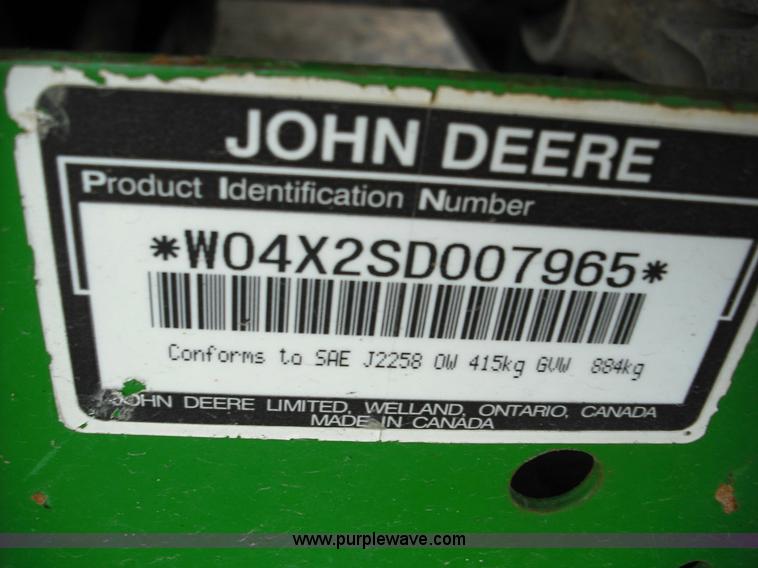 JOHN DEERE
Product Identification Number
*W04X2SD007965*
Conforms to SAE J2258 OW 415kg GVW 884kg
JOHN DEERE LIMITED, WELLAND, ONTARIO, CANADA
MADE IN CANADA
www.purplewave.com